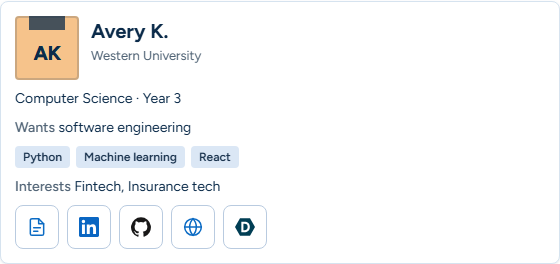 AK
Avery K.
Western University
Computer Science · Year 3
Wants software engineering
Python Machine learning React
Interests Fintech, Insurance tech
in D